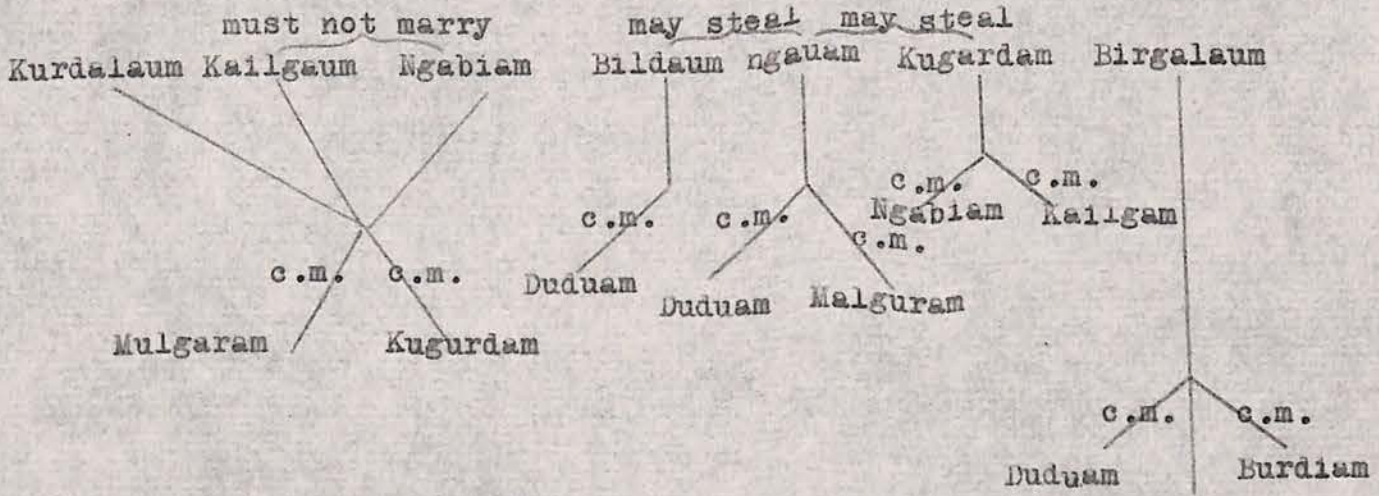 must not marry may steal may steal
Kurdalaum Kailgaum Ngabiam Bildaum ngauam Kugardam Birgalaum
c.m. c.m.
Ngabiam Kailgam
c.m. c.m. c.m.
c.m. c.m. Duduam Duduam Malguram
Mulgaram Kugurdam
c.m. c.m.
Duduam Burdiam